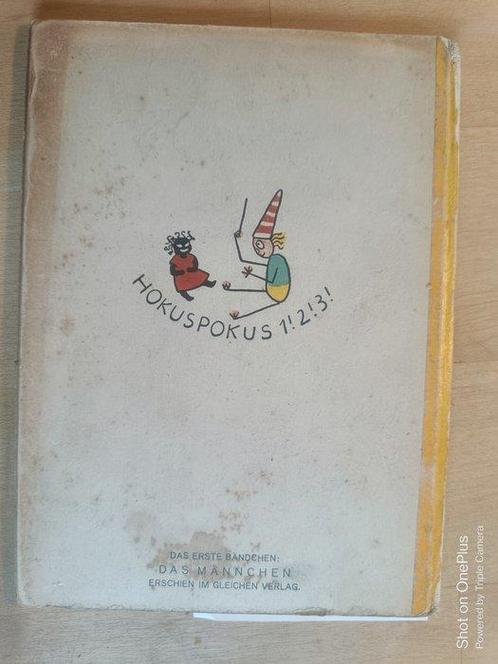 HOKUSPOKUS 1! 2! 3!
DAS ERSTE BÄNDCHEN:
DAS MÄNNCHEN
ERSCHIEN IM GLEICHEN VERLAG.
Shot on OnePlus
Powered by Triple Camera